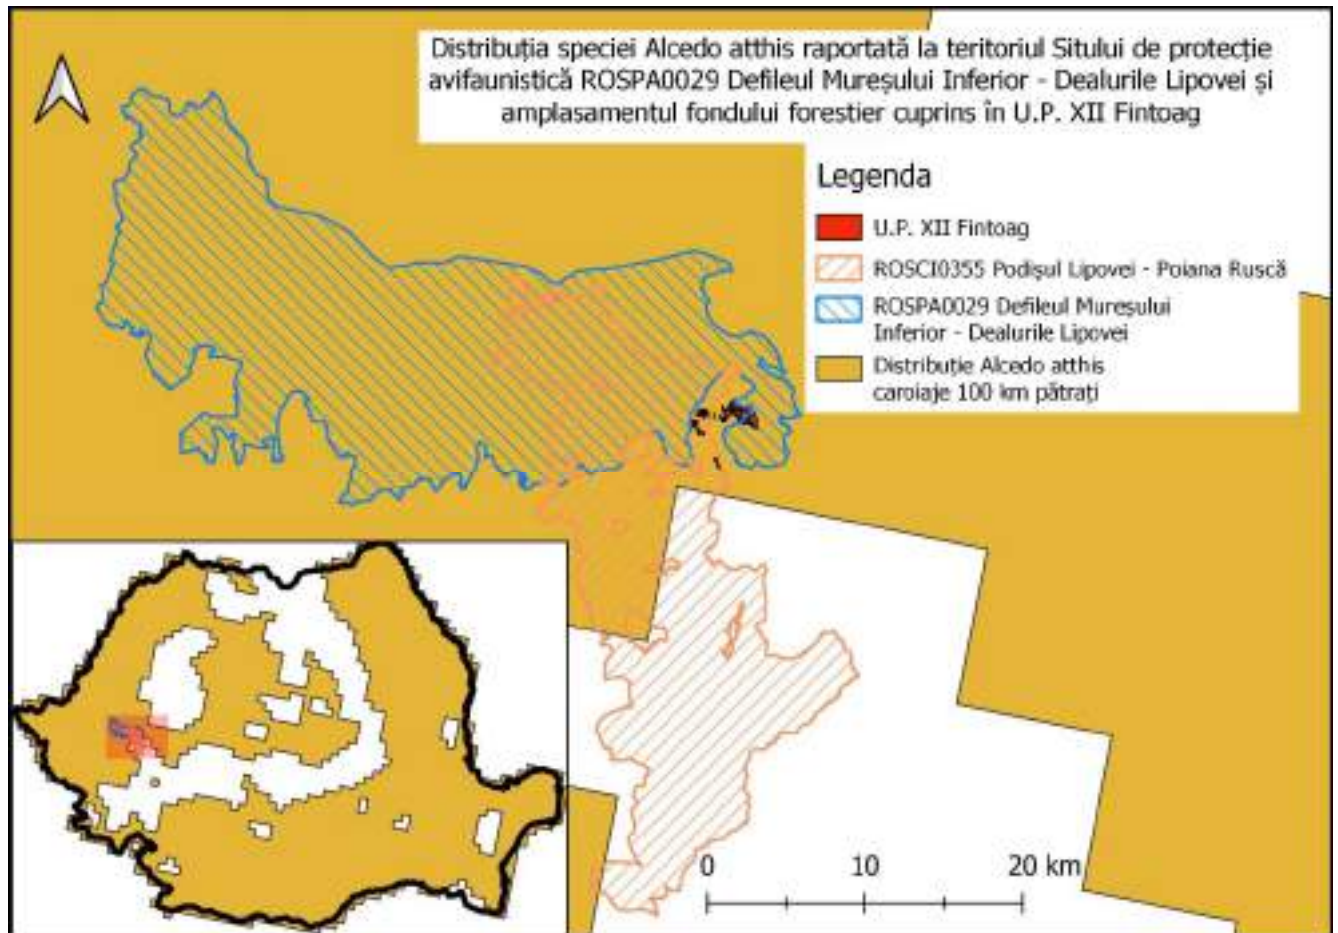 Distribuția speciei Alcedo atthis raportată la teritoriul Sitului de protecție
avifaunistică ROSPA0029 Defileul Mureșului Inferior - Dealurile Lipovei și
amplasamentul fondului forestier cuprins în U.P. XII Fintoag
Legenda
U.P. XII Fintoag
ROSCI0355 Podișul Lipovei - Poiana Ruscă
ROSPA0029 Defileul Mureșului
Inferior - Dealurile Lipovei
Distribuție Alcedo atthis
caroiaje 100 km pătrați
0 10 20 km